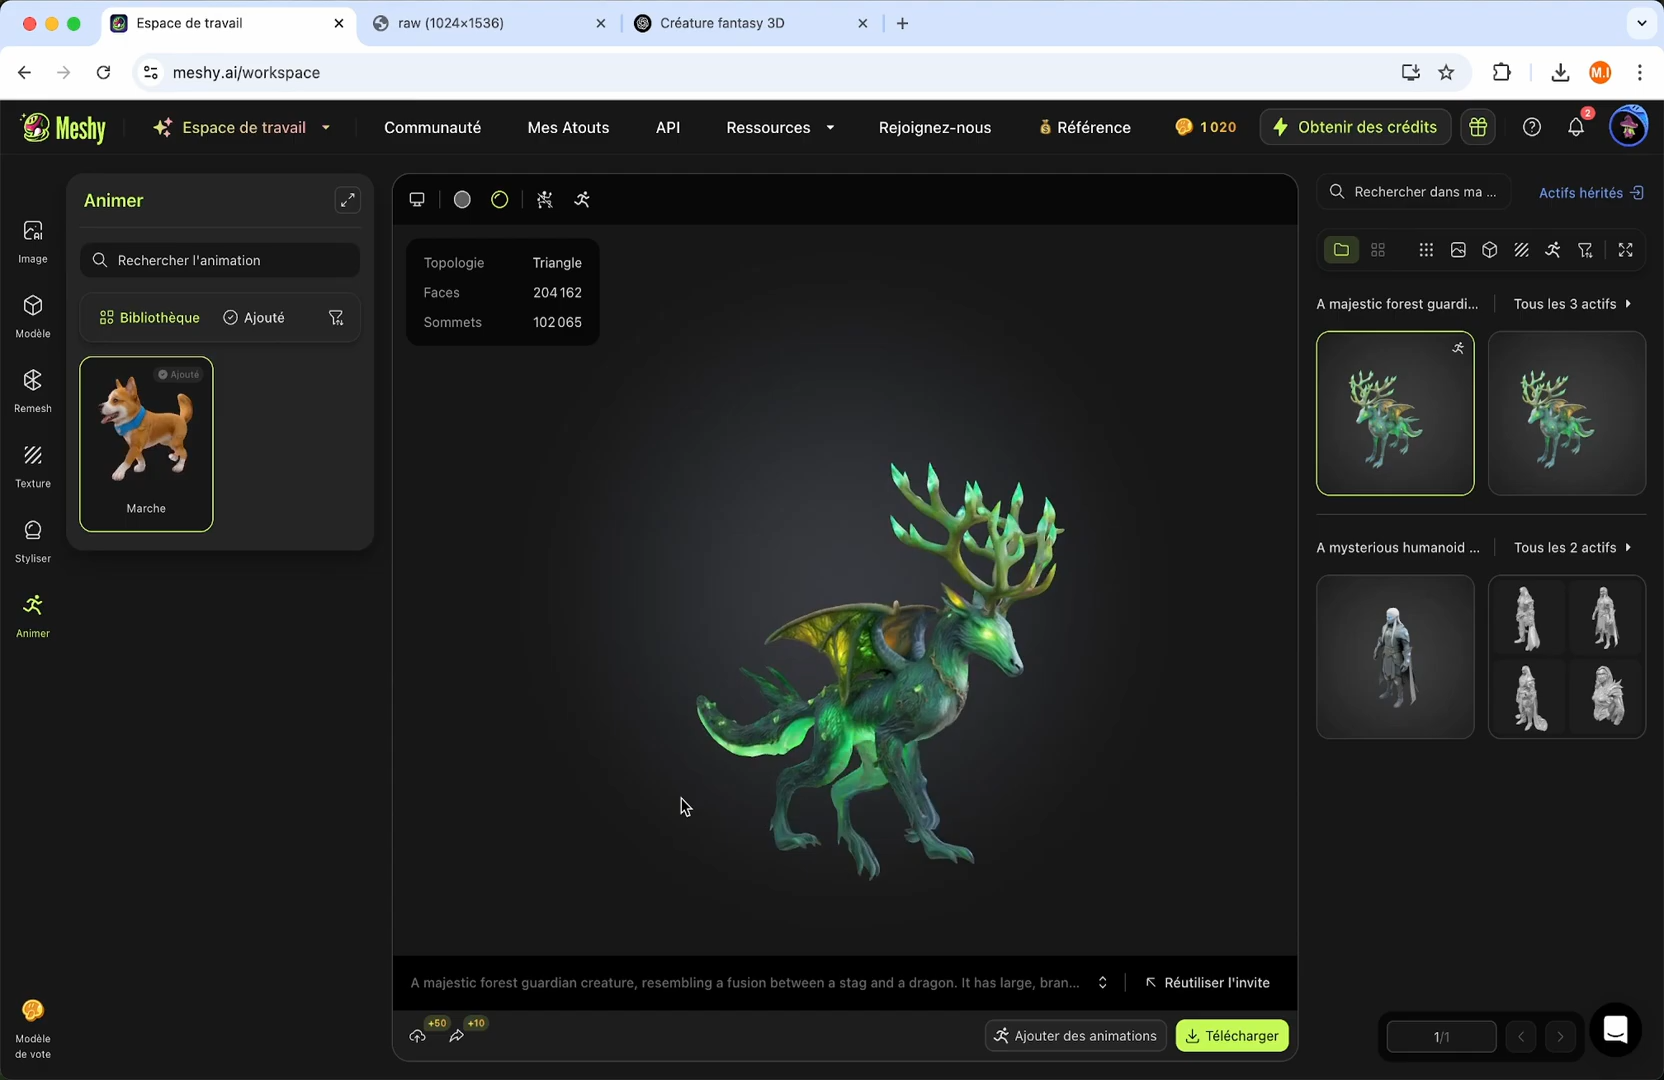 Espace de travail
raw (1024×1536)
Créature fantasy 3D
meshy.ai/workspace
M.I
Meshy
Espace de travail
Communauté
Mes Atouts
API
Ressources
Rejoignez-nous
Référence
1 020
Obtenir des crédits
2
Animer
Rechercher l'animation
Bibliothèque
Ajouté
Ajouté
Marche
Image
Modèle
Remesh
Texture
Styliser
Animer
Modèle
de vote
Topologie Triangle
Faces 204 162
Sommets 102 065
A majestic forest guardian creature, resembling a fusion between a stag and a dragon. It has large, bran...
Réutiliser l'invite
+50
+10
Ajouter des animations
Télécharger
Rechercher dans ma ...
Actifs hérités
A majestic forest guardi...
Tous les 3 actifs
A mysterious humanoid ...
Tous les 2 actifs
1/1